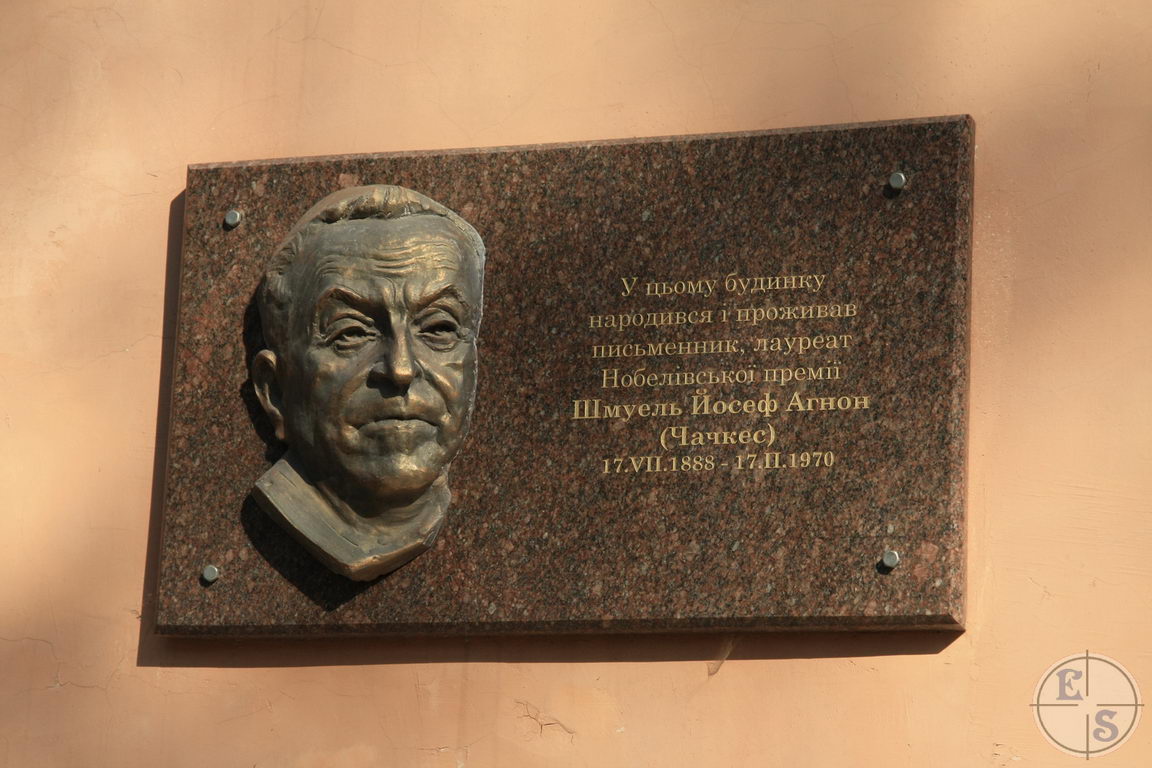 У цьому будинку
народився і проживав
письменник, лауреат
Нобелівської премії
Шмуель Йосеф Агнон
(Чачкес)
17.VII.1888 - 17.II.1970
E
S